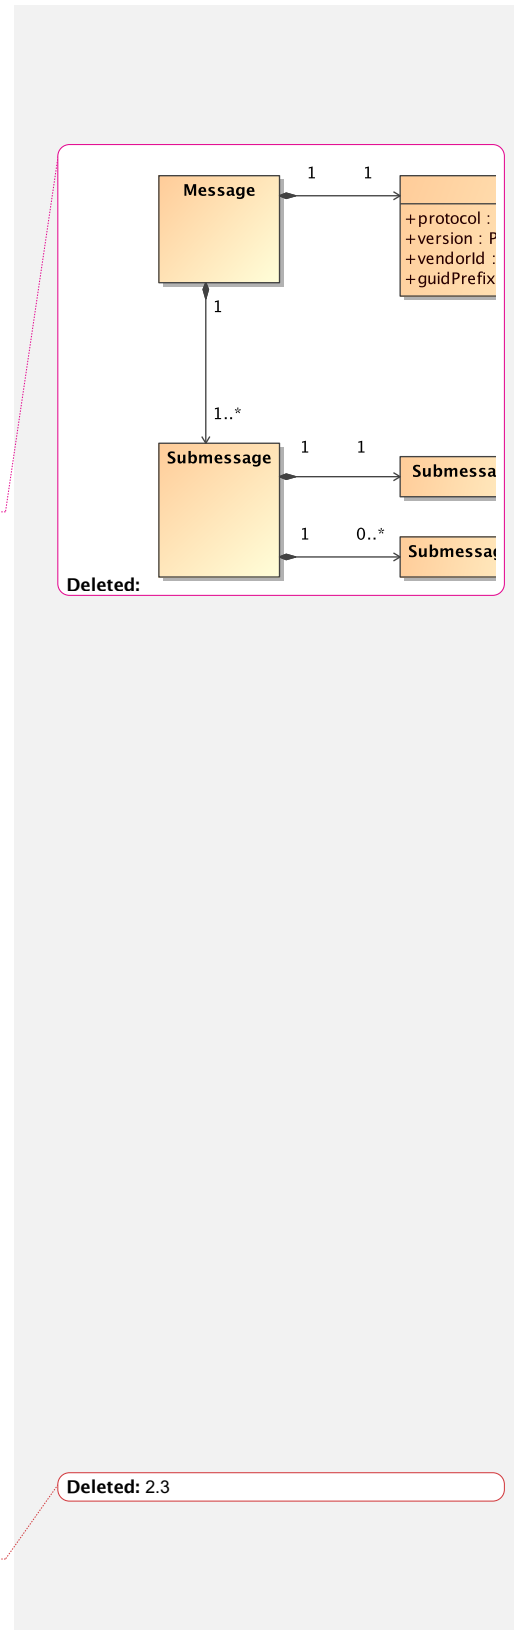 1 1
Message
+protocol :
+version : P
+vendorId :
+guidPrefix
1
1..*
1 1
Submessage
Submessa
1 0..*
Submessag
Deleted:
Deleted: 2.3